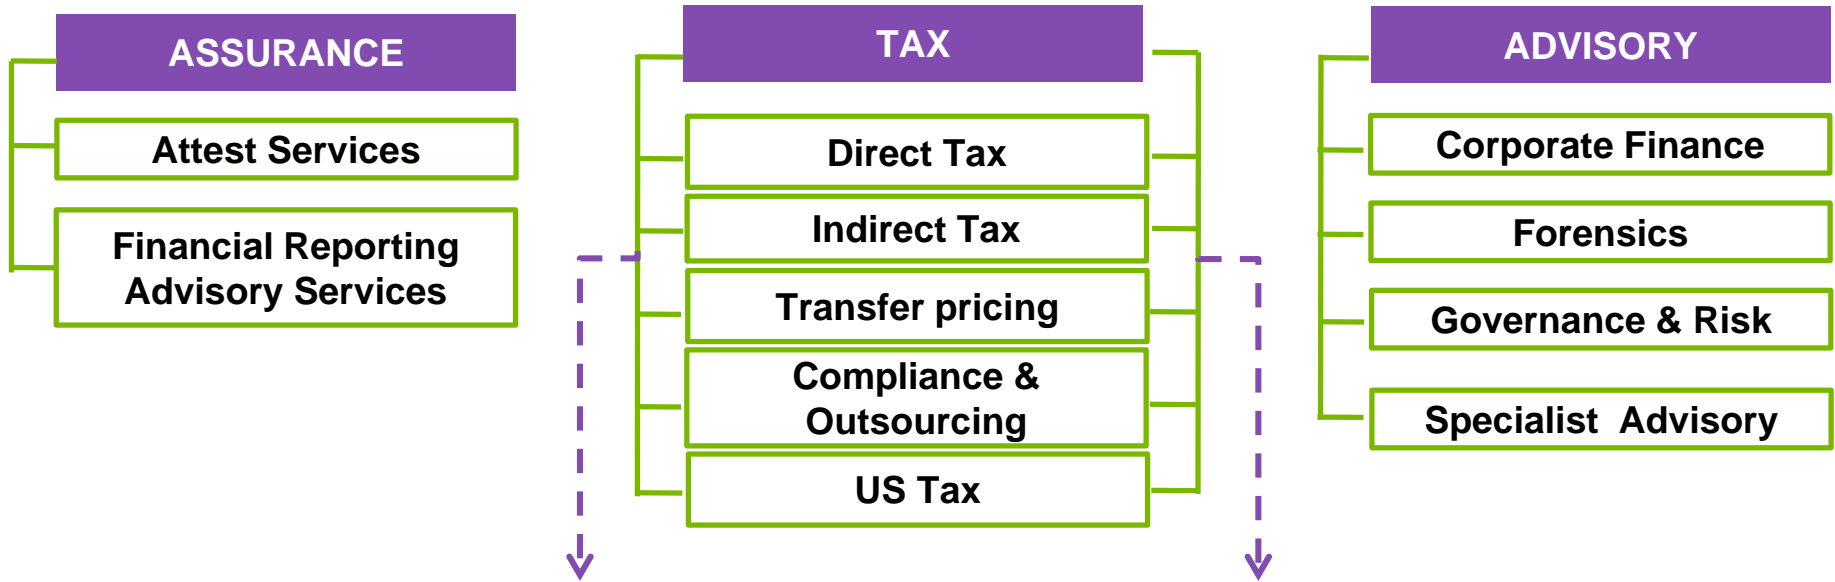 ASSURANCE
Attest Services
Financial Reporting
Advisory Services
TAX
Direct Tax
Indirect Tax
Transfer pricing
Compliance &
Outsourcing
US Tax
ADVISORY
Corporate Finance
Forensics
Governance & Risk
Specialist  Advisory